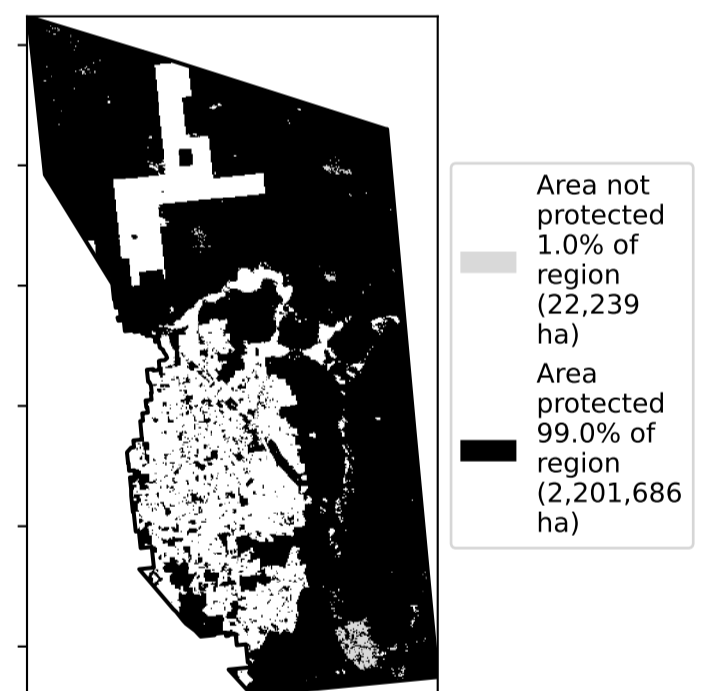 Area not
protected
1.0% of
region
(22,239
ha)
Area
protected
99.0% of
region
(2,201,686
ha)